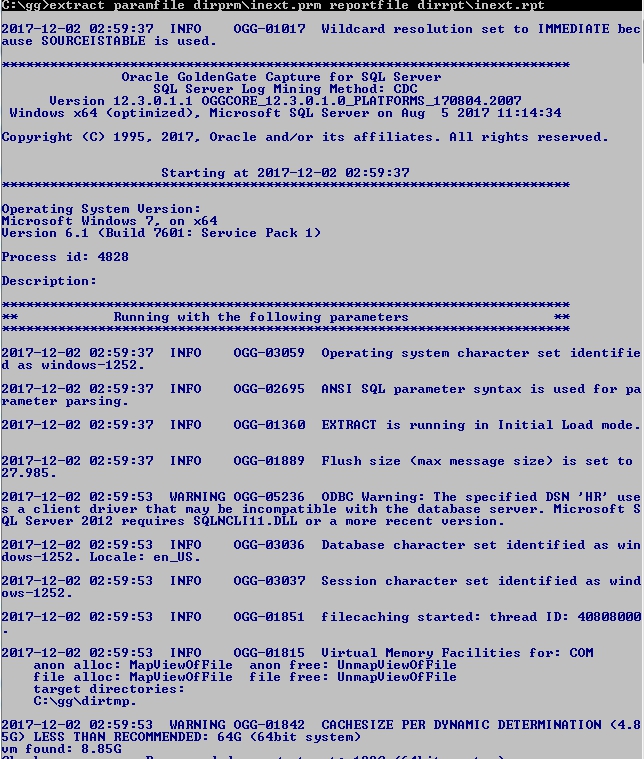 C:\gg>extract paramfile dirprm\inext.prm reportfile dirrpt\inext.rpt
2017-12-02 02:59:37  INFO    OGG-01017  Wildcard resolution set to IMMEDIATE bec
ause SOURCEISTABLE is used.
***********************************************************************
Oracle GoldenGate Capture for SQL Server
SQL Server Log Mining Method: CDC
Version 12.3.0.1.1 OGGCORE_12.3.0.1.0_PLATFORMS_170804.2007
Windows x64 (optimized), Microsoft SQL Server on Aug  5 2017 11:14:34
Copyright (C) 1995, 2017, Oracle and/or its affiliates. All rights reserved.
Starting at 2017-12-02 02:59:37
***********************************************************************
Operating System Version:
Microsoft Windows 7, on x64
Version 6.1 (Build 7601: Service Pack 1)
Process id: 4828
Description:
***********************************************************************
**            Running with the following parameters                  **
***********************************************************************
2017-12-02 02:59:37  INFO    OGG-03059  Operating system character set identifie
d as windows-1252.
2017-12-02 02:59:37  INFO    OGG-02695  ANSI SQL parameter syntax is used for pa
rameter parsing.
2017-12-02 02:59:37  INFO    OGG-01360  EXTRACT is running in Initial Load mode.
2017-12-02 02:59:37  INFO    OGG-01889  Flush size (max message size) is set to
27.985.
2017-12-02 02:59:53  WARNING OGG-05236  ODBC Warning: The specified DSN 'HR' use
s a client driver that may be incompatible with the database server. Microsoft S
QL Server 2012 requires SQLNCLI11.DLL or a more recent version.
2017-12-02 02:59:53  INFO    OGG-03036  Database character set identified as win
dows-1252. Locale: en_US.
2017-12-02 02:59:53  INFO    OGG-03037  Session character set identified as wind
ows-1252.
2017-12-02 02:59:53  INFO    OGG-01851  filecaching started: thread ID: 40808000
.
2017-12-02 02:59:53  INFO    OGG-01815  Virtual Memory Facilities for: COM
anon alloc: MapViewOfFile  anon free: UnmapViewOfFile
file alloc: MapViewOfFile  file free: UnmapViewOfFile
target directories:
C:\gg\dirtmp.
2017-12-02 02:59:53  WARNING OGG-01842  CACHESIZE PER DYNAMIC DETERMINATION (4.8
5G) LESS THAN RECOMMENDED: 64G (64bit system)
vm found: 8.85G